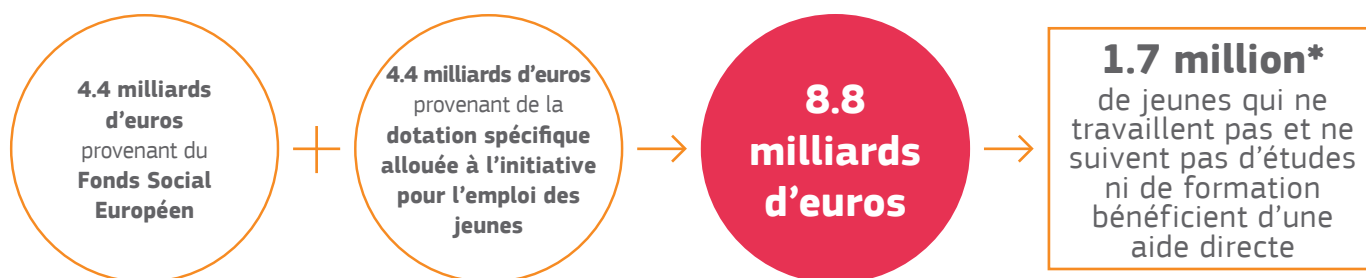 4.4 milliards
d’euros
provenant du
Fonds Social
Européen
4.4 milliards d’euros
provenant de la
dotation spécifique
allouée à l’initiative
pour l’emploi des
jeunes
8.8
milliards
d’euros
1.7 million*
de jeunes qui ne
travaillent pas et ne
suivent pas d’études
ni de formation
bénéficient d’une
aide directe